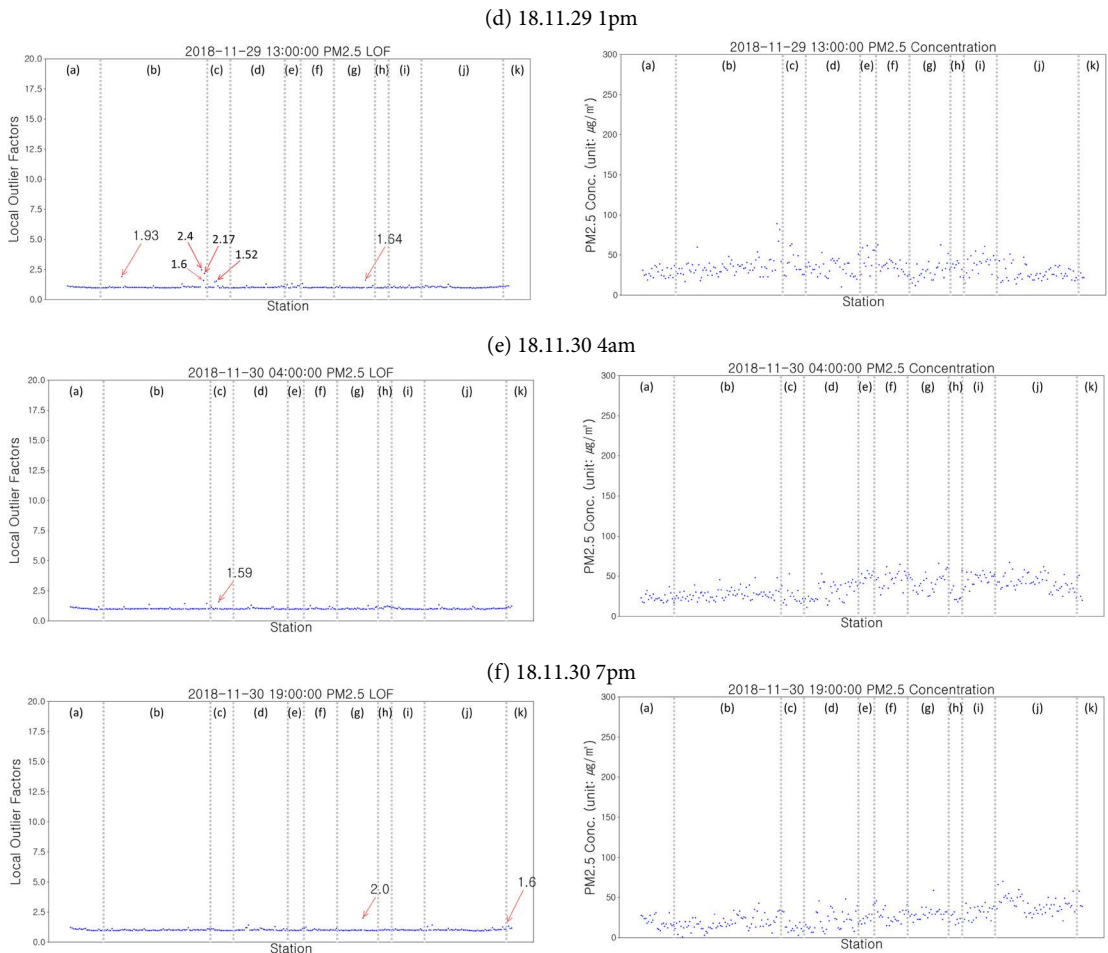 (d) 18.11.29 1pm
2018-11-29 13:00:00 PM2.5 LOF
Local Outlier Factors
20.0
17.5
15.0
12.5
10.0
7.5
5.0
2.5
0.0
(a) (b) (c) (d) (e) (f) (g) (h) (i) (j) (k)
1.93
2.4
2.17
1.6
1.52
1.64
Station
2018-11-29 13:00:00 PM2.5 Concentration
PM2.5 Conc. (unit: ㎍/㎥)
300
250
200
150
100
50
0
(a) (b) (c) (d) (e) (f) (g) (h) (i) (j) (k)
Station
(e) 18.11.30 4am
2018-11-30 04:00:00 PM2.5 LOF
Local Outlier Factors
20.0
17.5
15.0
12.5
10.0
7.5
5.0
2.5
0.0
(a) (b) (c) (d) (e) (f) (g) (h) (i) (j) (k)
1.59
Station
2018-11-30 04:00:00 PM2.5 Concentration
PM2.5 Conc. (unit: ㎍/㎥)
300
250
200
150
100
50
0
(a) (b) (c) (d) (e) (f) (g) (h) (i) (j) (k)
Station
(f) 18.11.30 7pm
2018-11-30 19:00:00 PM2.5 LOF
Local Outlier Factors
20.0
17.5
15.0
12.5
10.0
7.5
5.0
2.5
0.0
(a) (b) (c) (d) (e) (f) (g) (h) (i) (j) (k)
2.0
1.6
Station
2018-11-30 19:00:00 PM2.5 Concentration
PM2.5 Conc. (unit: ㎍/㎥)
300
250
200
150
100
50
0
(a) (b) (c) (d) (e) (f) (g) (h) (i) (j) (k)
Station